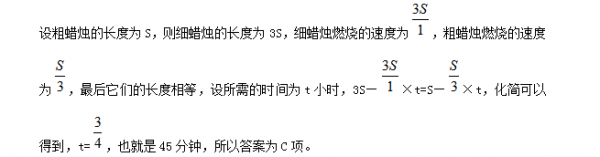 设粗蜡烛的长度为 S，则细蜡烛的长度为 3S，细蜡烛燃烧的速度为 3S/1，粗蜡烛燃烧的速度
为 S/3，最后它们的长度相等，设所需的时间为 t 小时，3S－3S/1×t=S－S/3×t，化简可以
得到，t=3/4，也就是 45 分钟，所以答案为 C 项。